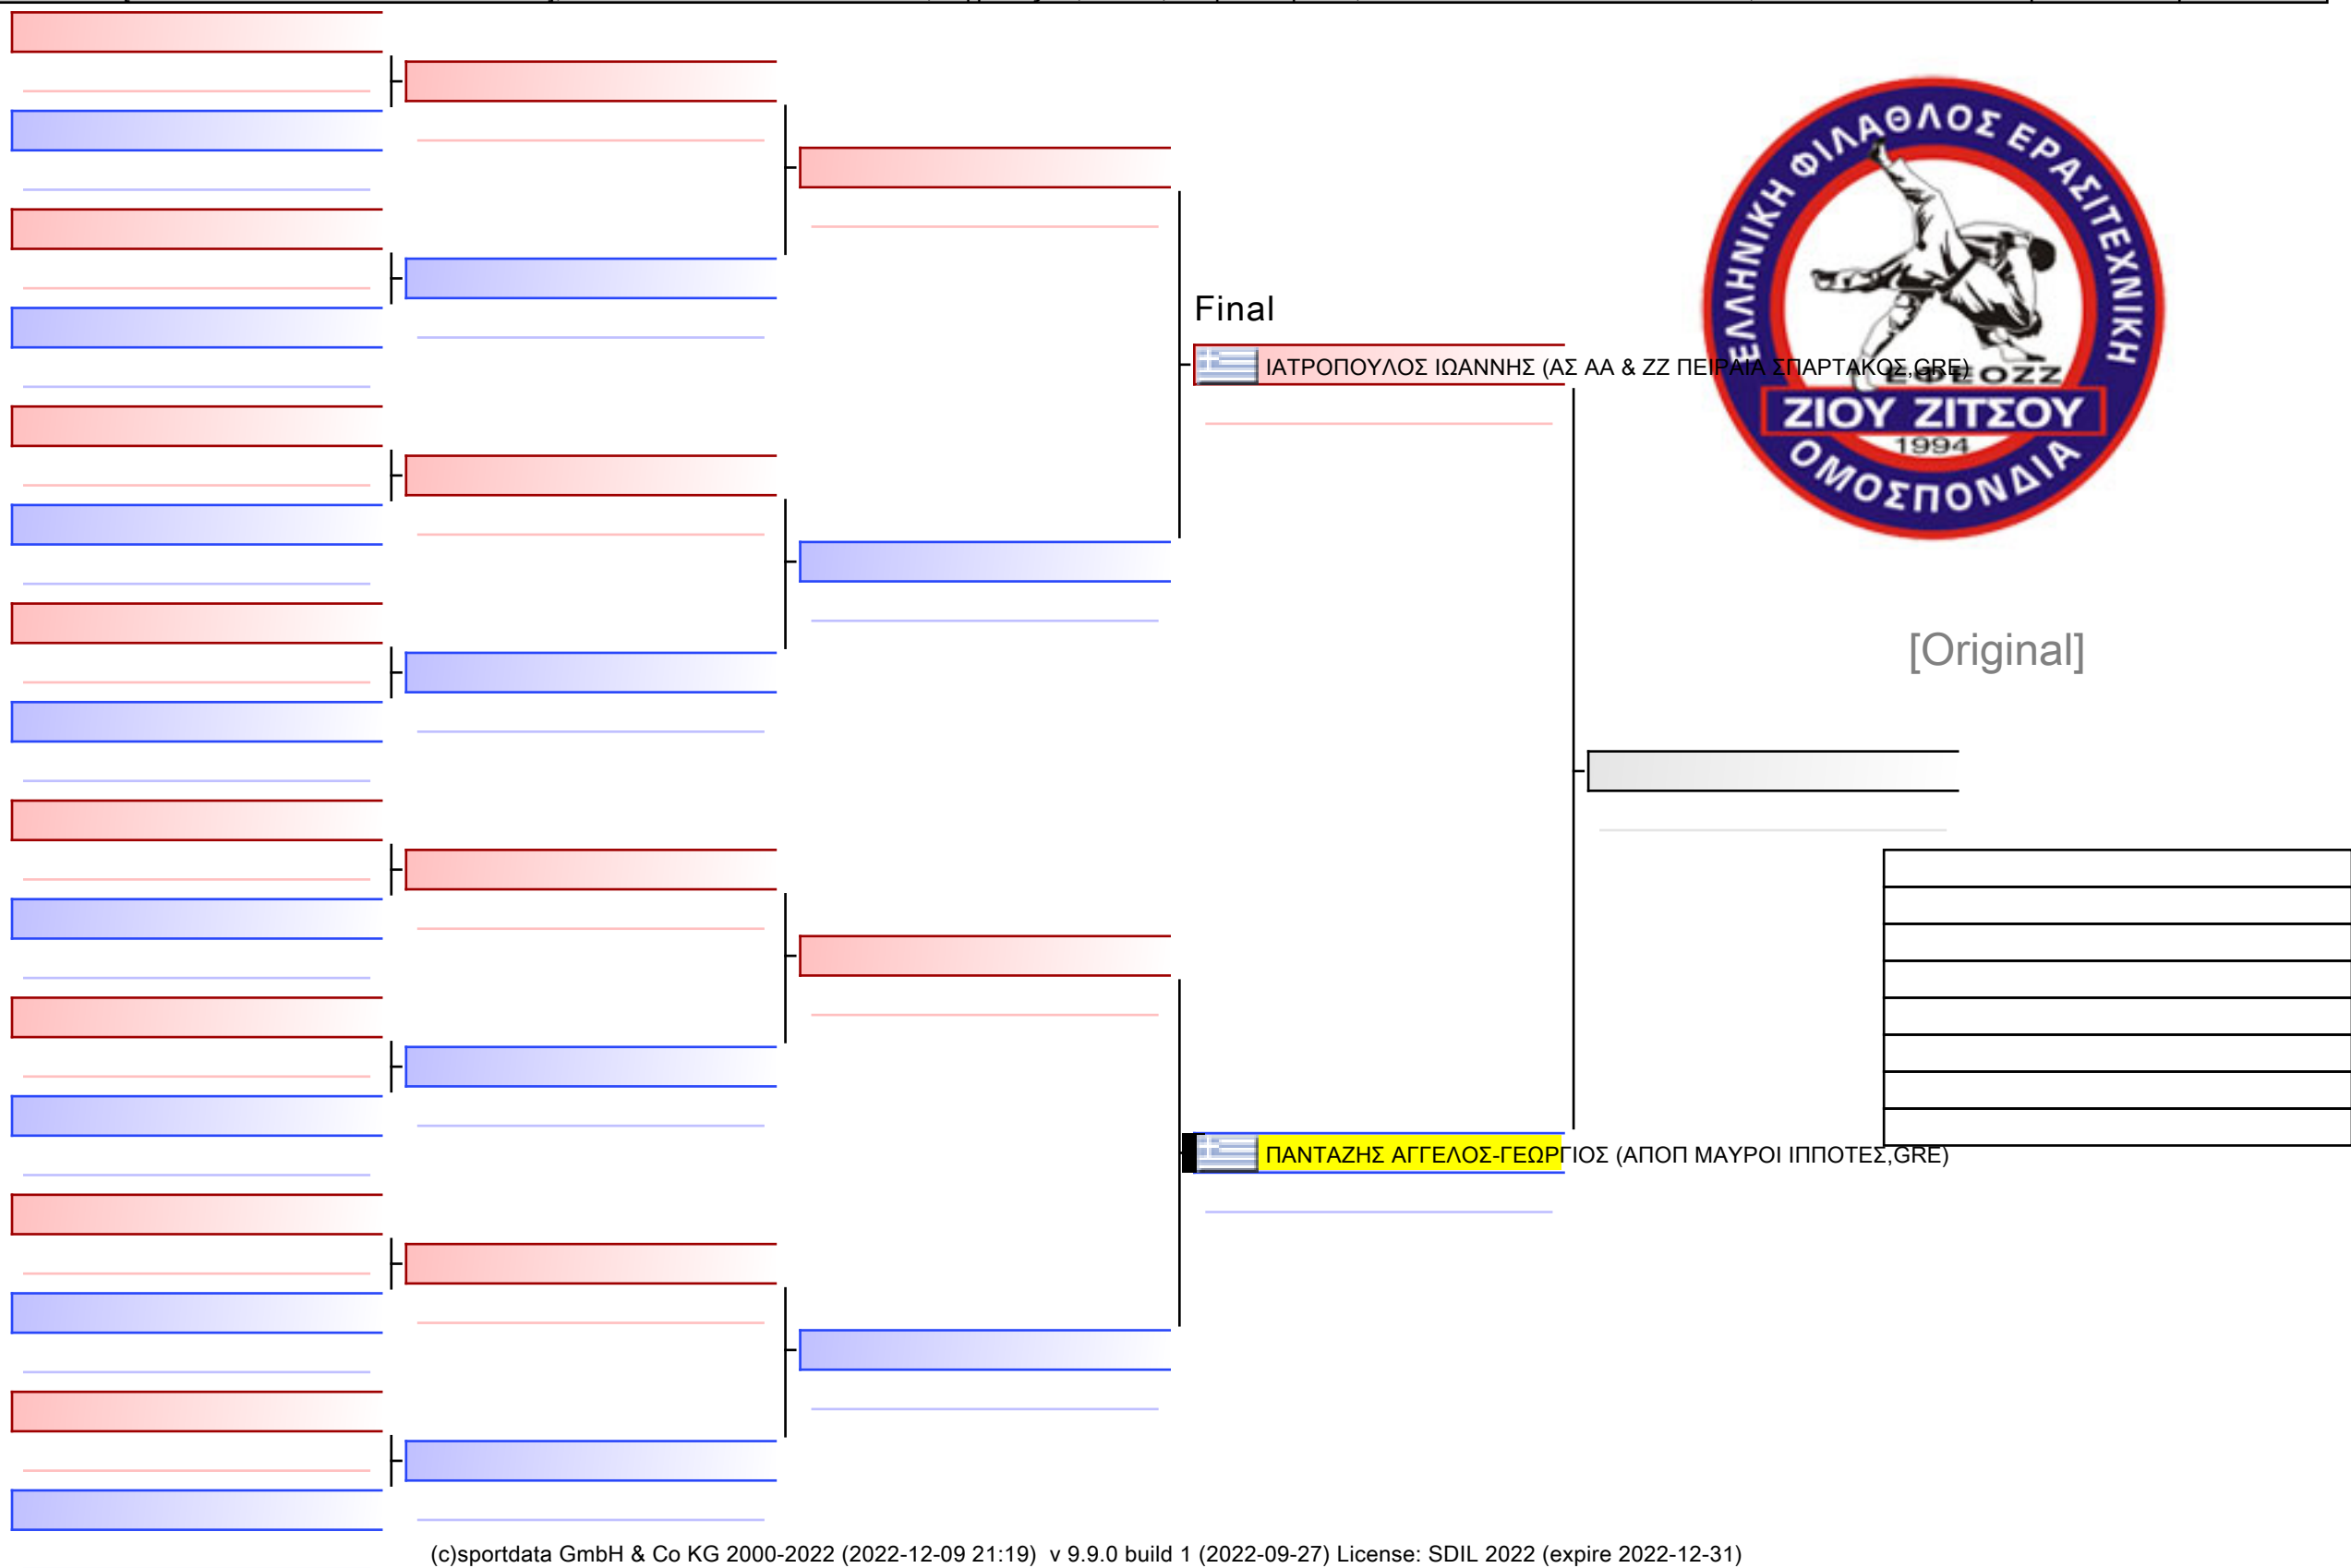 ΕΛΛΗΝΙΚΗ ΦΙΛΑΘΛΟΣ ΕΡΑΣΙΤΕΧΝΙΚΗ
Final
ΙΑΤΡΟΠΟΥΛΟΣ ΙΩΑΝΝΗΣ (ΑΣ ΑΑ & ΖΖ ΠΕΙΡΑΙΑ ΣΠΑΡΤΑΚΟΣ,GRE)
ΕΦΕΟΖΖ
ΖΙΟΥ ΖΙΤΣΟΥ
1994
ΟΜΟΣΠΟΝΔΙΑ
[Original]
ΠΑΝΤΑΖΗΣ ΑΓΓΕΛΟΣ-ΓΕΩΡΓΙΟΣ (ΑΠΟΠ ΜΑΥΡΟΙ ΙΠΠΟΤΕΣ,GRE)
(c)sportdata GmbH & Co KG 2000-2022 (2022-12-09 21:19) v 9.9.0 build 1 (2022-09-27) License: SDIL 2022 (expire 2022-12-31)